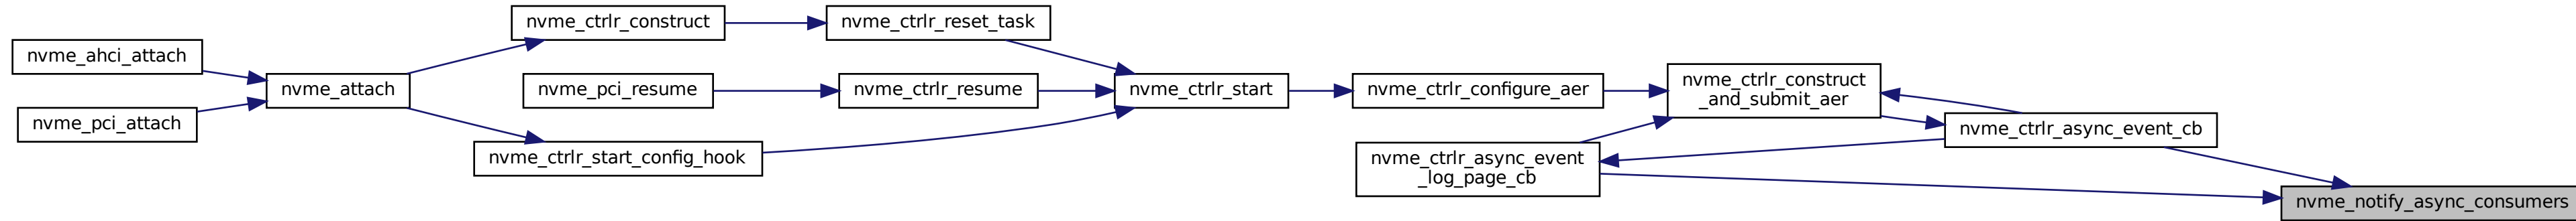 nvme_ahci_attach
nvme_pci_attach
nvme_attach
nvme_ctrlr_construct
nvme_pci_resume
nvme_ctrlr_start_config_hook
nvme_ctrlr_reset_task
nvme_ctrlr_resume
nvme_ctrlr_start
nvme_ctrlr_configure_aer
nvme_ctrlr_async_event
_log_page_cb
nvme_ctrlr_construct
_and_submit_aer
nvme_ctrlr_async_event_cb
nvme_notify_async_consumers